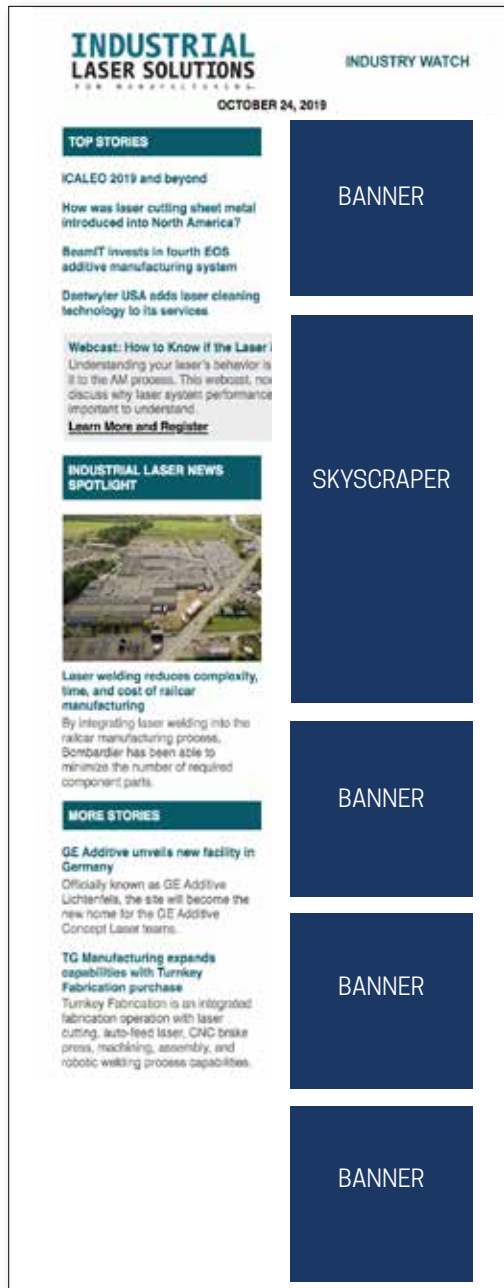 INDUSTRIAL
LASER SOLUTIONS
FOR MANUFACTURING
INDUSTRY WATCH
OCTOBER 24, 2019
TOP STORIES
ICALEO 2019 and beyond
How was laser cutting sheet metal
introduced into North America?
BeamIT invests in fourth EOS
additive manufacturing system
Daetwyler USA adds laser cleaning
technology to its services
Webcast: How to Know if the Laser i
Understanding your laser's behavior is
it to the AM process. This webcast, now
discuss why laser system performance
important to understand.
Learn More and Register
INDUSTRIAL LASER NEWS
SPOTLIGHT
Laser welding reduces complexity,
time, and cost of railcar
manufacturing
By integrating laser welding into the
railcar manufacturing process,
Bombardier has been able to
minimize the number of required
component parts.
MORE STORIES
GE Additive unveils new facility in
Germany
Officially known as GE Additive
Lichtenfels, the site will become the
new home for the GE Additive
Concept Laser teams.
TG Manufacturing expands
capabilities with Turnkey
Fabrication purchase
Turnkey Fabrication is an integrated
fabrication operation with laser
cutting, auto-feed laser, CNC brake
press, machining, assembly, and
robotic welding process capabilities.
BANNER
SKYSCRAPER
BANNER
BANNER
BANNER